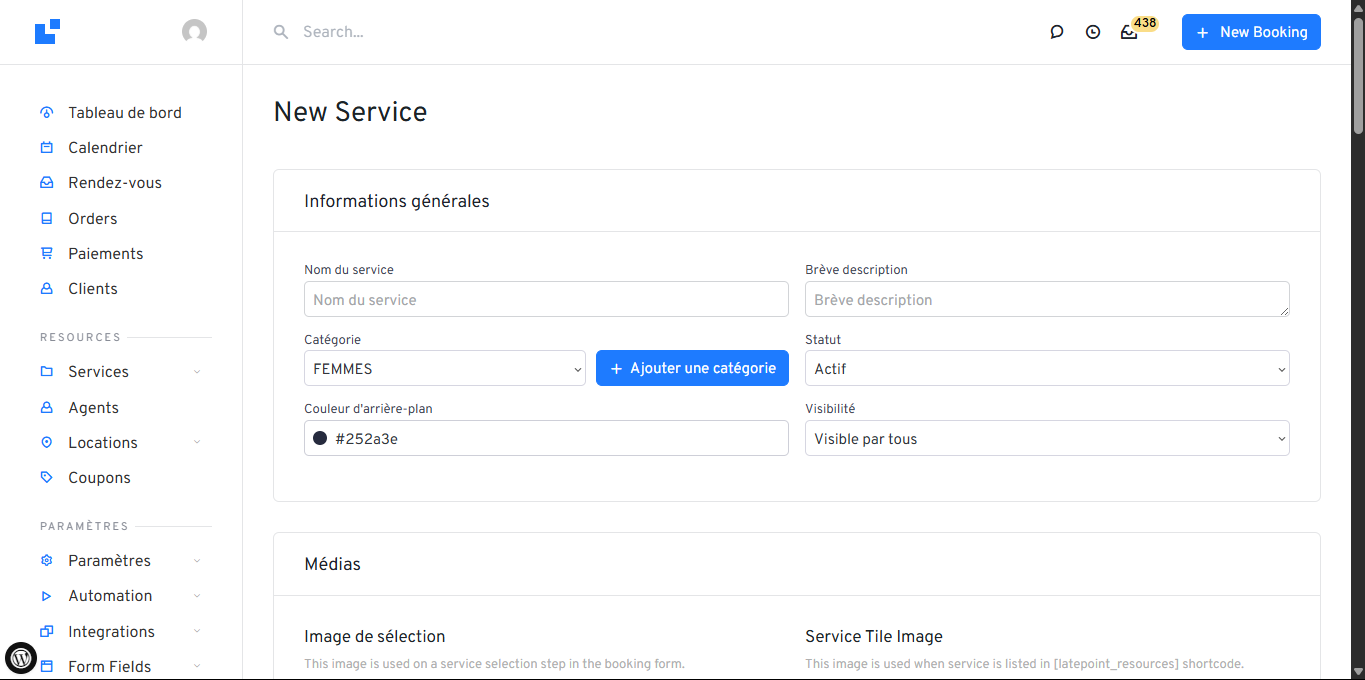 Search...
438
+ New Booking
Tableau de bord
Calendrier
Rendez-vous
Orders
Paiements
Clients
RESOURCES
Services
Agents
Locations
Coupons
PARAMÈTRES
Paramètres
Automation
Integrations
Form Fields
New Service
Informations générales
Nom du service
Nom du service
Brève description
Brève description
Catégorie
FEMMES
+ Ajouter une catégorie
Statut
Actif
Couleur d'arrière-plan
#252a3e
Visibilité
Visible par tous
Médias
Image de sélection
This image is used on a service selection step in the booking form.
Service Tile Image
This image is used when service is listed in [latepoint_resources] shortcode.